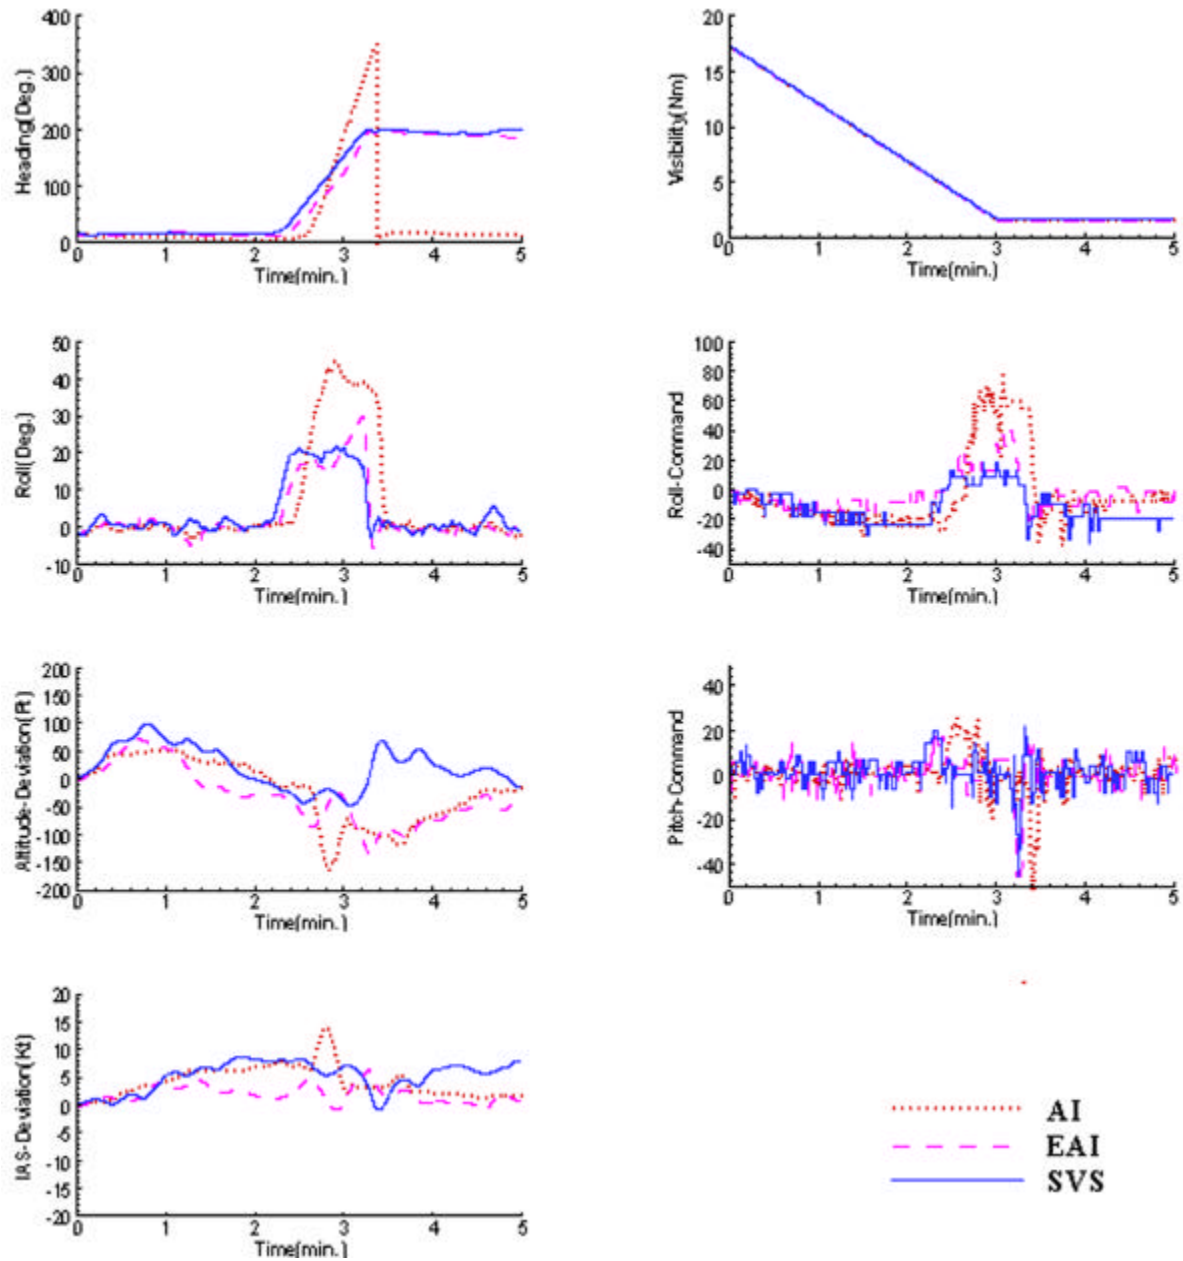 Heading(Deg.)
400
300
200
100
0
0 1 2 3 4 5
Time(min.)
Visibility(Nm)
20
15
10
5
0
0 1 2 3 4 5
Time(min.)
Roll(Deg.)
50
40
30
20
10
0
-10
0 1 2 3 4 5
Time(min.)
Roll-Command
100
80
60
40
20
0
-20
-40
0 1 2 3 4 5
Time(min.)
Altitude-Deviation(Ft)
200
150
100
50
0
-50
-100
-150
-200
0 1 2 3 4 5
Time(min.)
Pitch-Command
40
20
0
-20
-40
0 1 2 3 4 5
Time(min.)
IAS-Deviation(Kt)
20
15
10
5
0
-5
-10
-15
-20
0 1 2 3 4 5
Time(min.)
AI
EAI
SVS